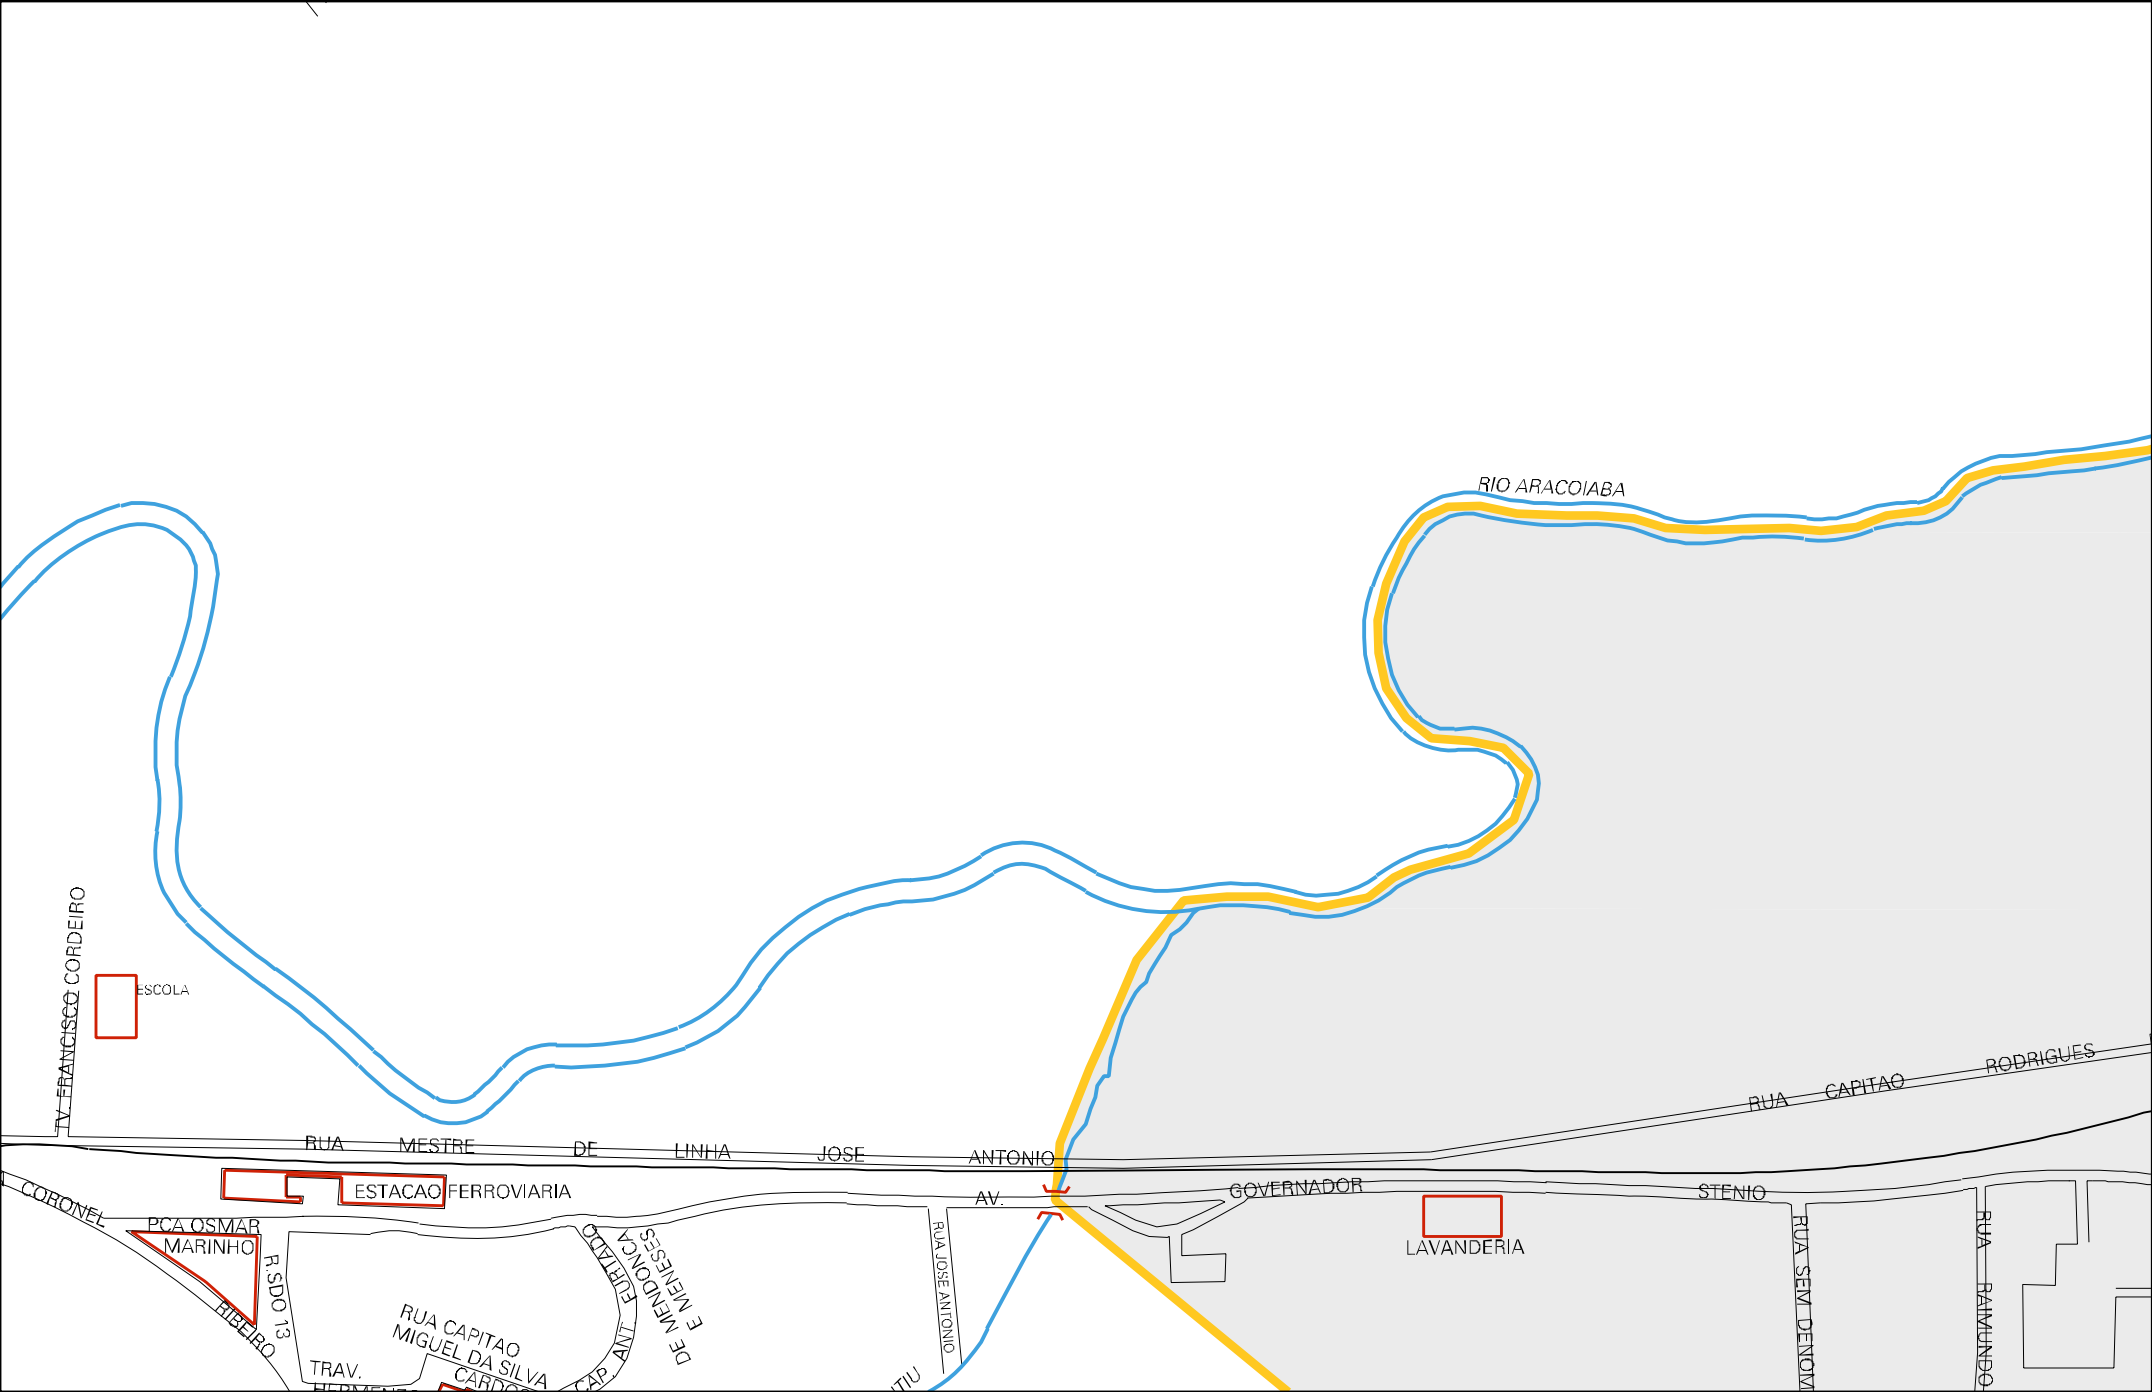 RIO ARACOIABA
TV. FRANCISCO CORDEIRO
ESCOLA
RUA CAPITAO RODRIGUES
RUA MESTRE DE LINHA JOSE ANTONIO
ESTACAO FERROVIARIA
AV. GOVERNADOR STENIO
CORONEL
RIBEIRO
PCA OSMAR
MARINHO
R.SDO 13
LAVANDERIA
RUA JOSE ANTONIO
CAP. ANT. FURTADO
DE MENDONCA
E MENESES
RUA CAPITAO
MIGUEL DA SILVA
TRAV.
RUA SEM DENOM
RUA RAIMUNDO